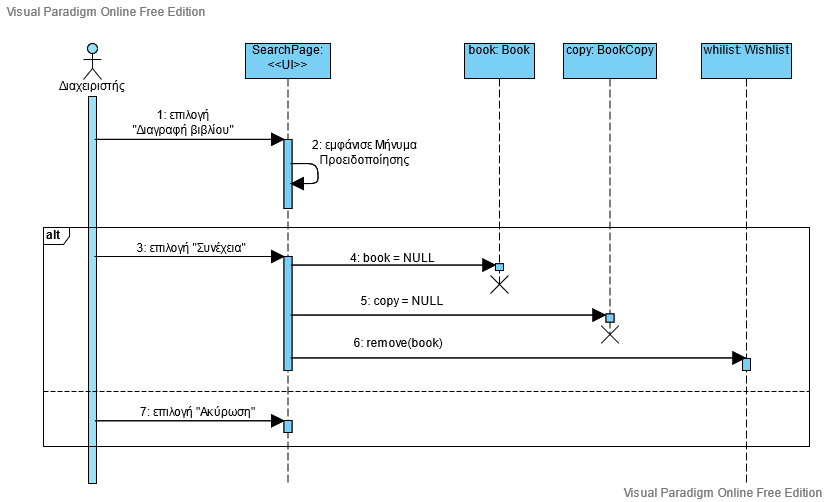 Visual Paradigm Online Free Edition
SearchPage:
<<UI>>
book: Book
copy: BookCopy
whilist: Wishlist
Διαχειριστής
1: επιλογή
"Διαγραφή βιβλίου"
2: εμφάνισε Μήνυμα
Προειδοποίησης
alt
3: επιλογή "Συνέχεια"
4: book = NULL
5: copy = NULL
6: remove(book)
7: επιλογή "Ακύρωση"
Visual Paradigm Online Free Edition